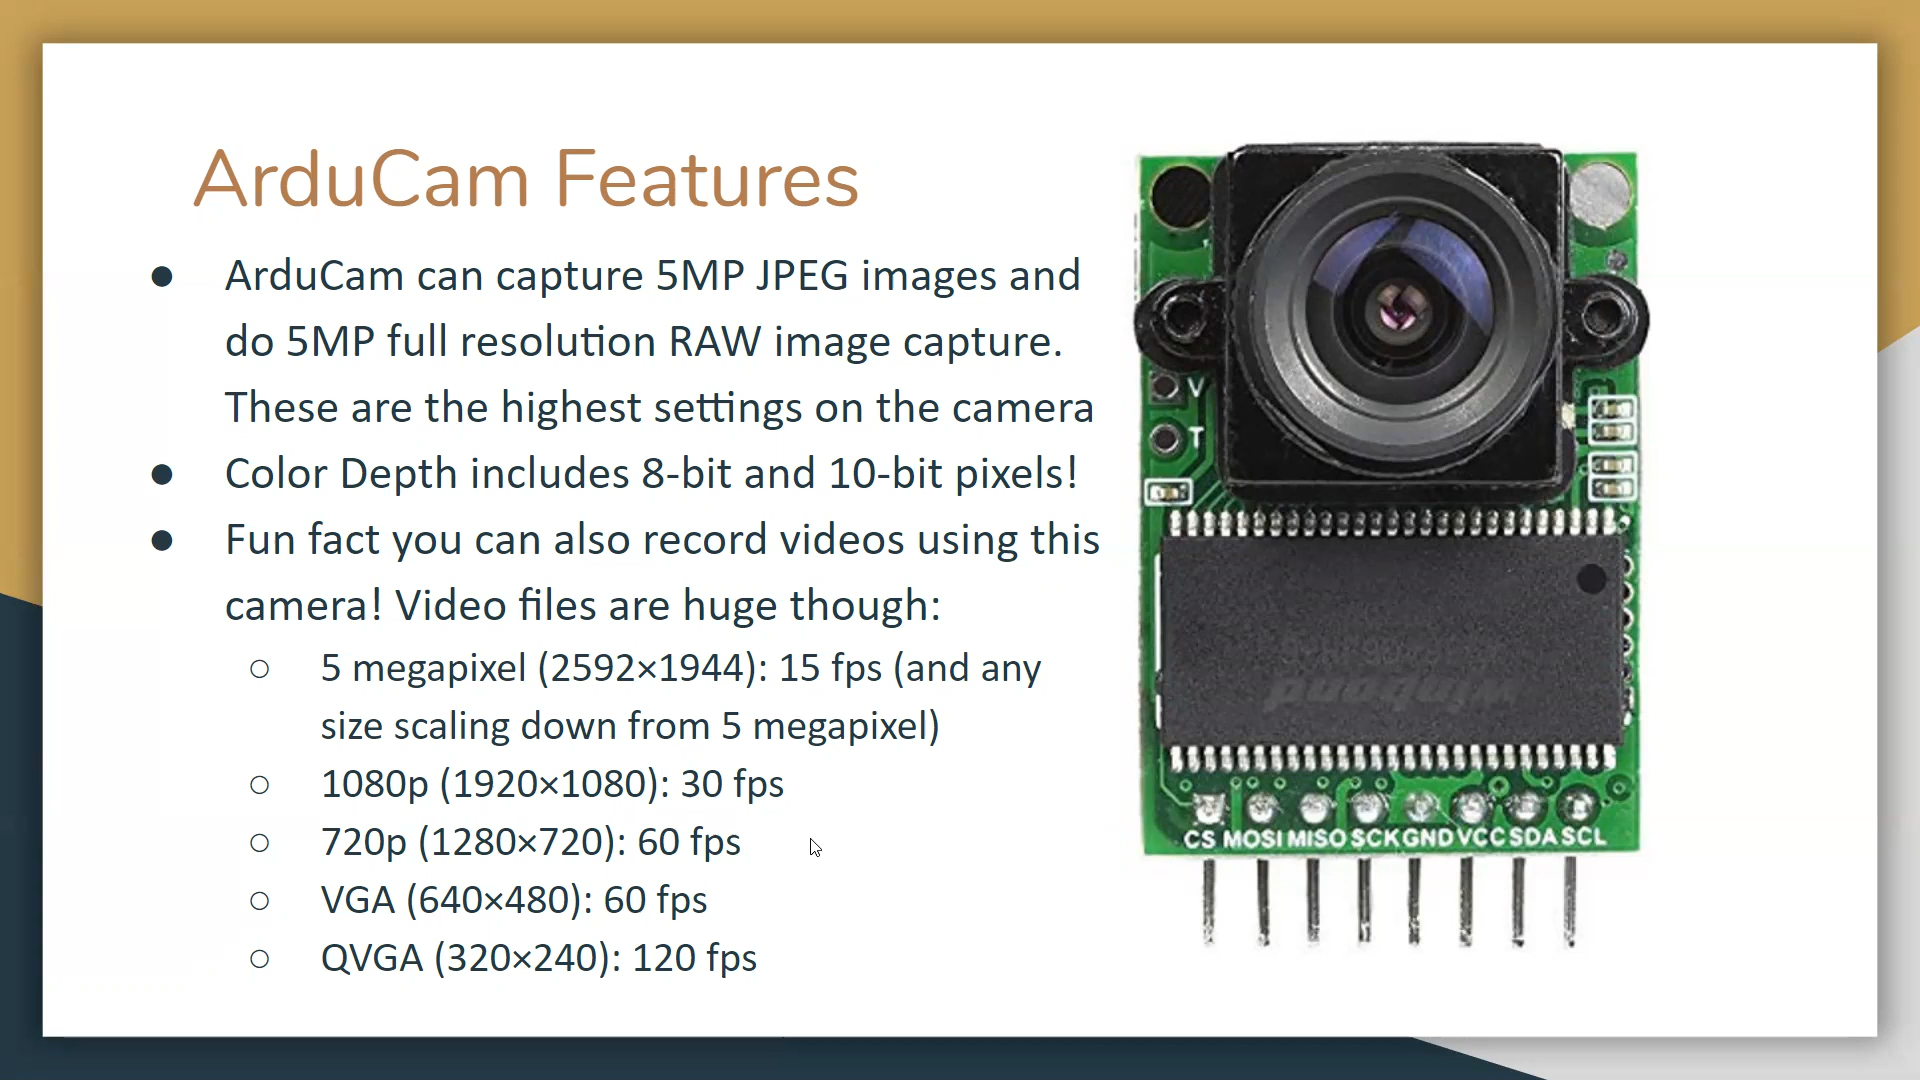 ArduCam Features
● ArduCam can capture 5MP JPEG images and
do 5MP full resolution RAW image capture.
These are the highest settings on the camera
● Color Depth includes 8-bit and 10-bit pixels!
● Fun fact you can also record videos using this
camera! Video files are huge though:
○ 5 megapixel (2592×1944): 15 fps (and any
size scaling down from 5 megapixel)
○ 1080p (1920×1080): 30 fps
○ 720p (1280×720): 60 fps
○ VGA (640×480): 60 fps
○ QVGA (320×240): 120 fps
V
T
winbond
CS MOSI MISO SCK GND VCC SDA SCL